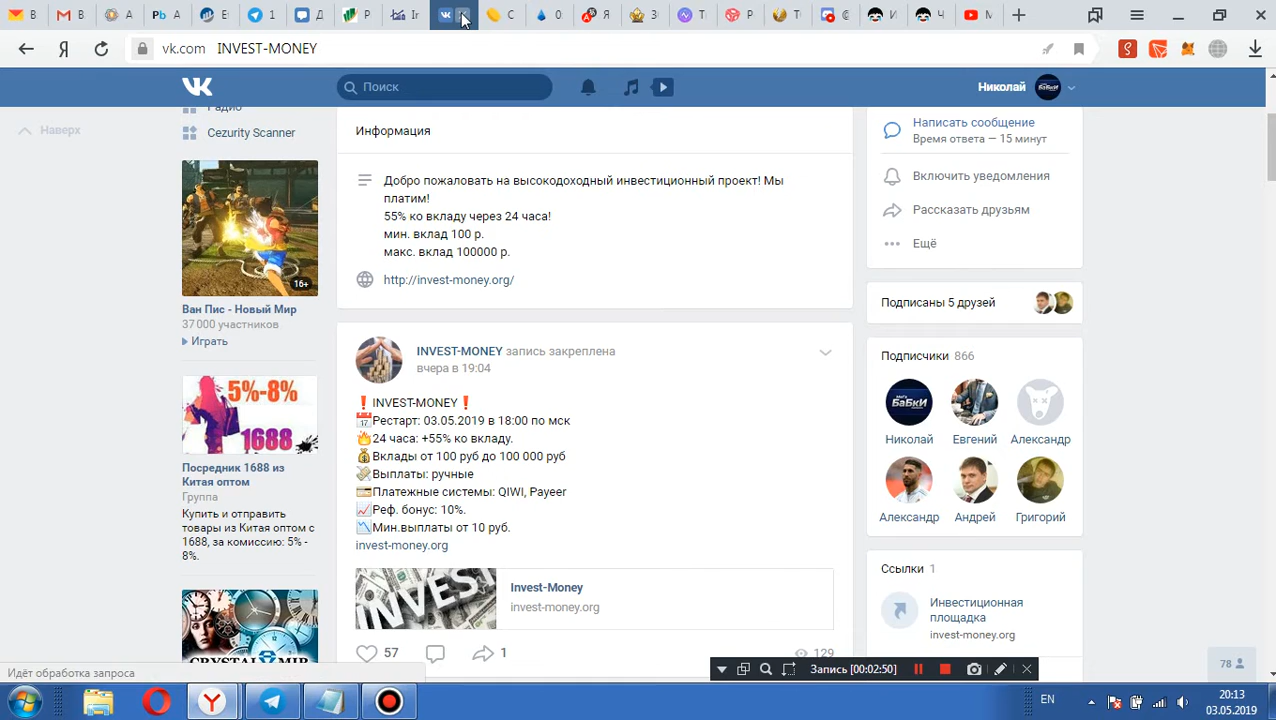 В
В
A
Pb A
E
1
Д
P
Ir
С
0
Я
З
T
P
T
@
Ч
M
Я
vk.com INVEST-MONEY
Поиск
Николай
Наверх
Радио
Cezurity Scanner
16+
Ван Пис - Новый Мир
37 000 участников
Играть
5%-8%
1688
Посредник 1688 из
Китая оптом
Группа
Купить и отправить
товары из Китая оптом с
1688, за комиссию: 5% -
8%.
CRYSTAL MIR
Информация
Добро пожаловать на высокодоходный инвестиционный проект! Мы
платим!
55% ко вкладу через 24 часа!
мин. вклад 100 р.
макс. вклад 100000 р.
http://invest-money.org/
INVEST-MONEY запись закреплена
вчера в 19:04
❗INVEST-MONEY❗
📅Рестарт: 03.05.2019 в 18:00 по мск
🔥24 часа: +55% ко вкладу.
💰Вклады от 100 руб до 100 000 руб
💸Выплаты: ручные
💳Платежные системы: QIWI, Payeer
📈Реф. бонус: 10%.
📉Мин.выплаты от 10 руб.
invest-money.org
INVEST
Invest-Money
invest-money.org
57
1
129
Написать сообщение
Время ответа — 15 минут
Включить уведомления
Рассказать друзьям
Ещё
Подписаны 5 друзей
Подписчики 866
БаБкИ
Николай
Евгений
Александр
Александр
Андрей
Григорий
Ссылки 1
Инвестиционная
площадка
invest-money.org
78
Запись [00:02:50]
Идёт обработка запроса
EN
20:13
03.05.2019